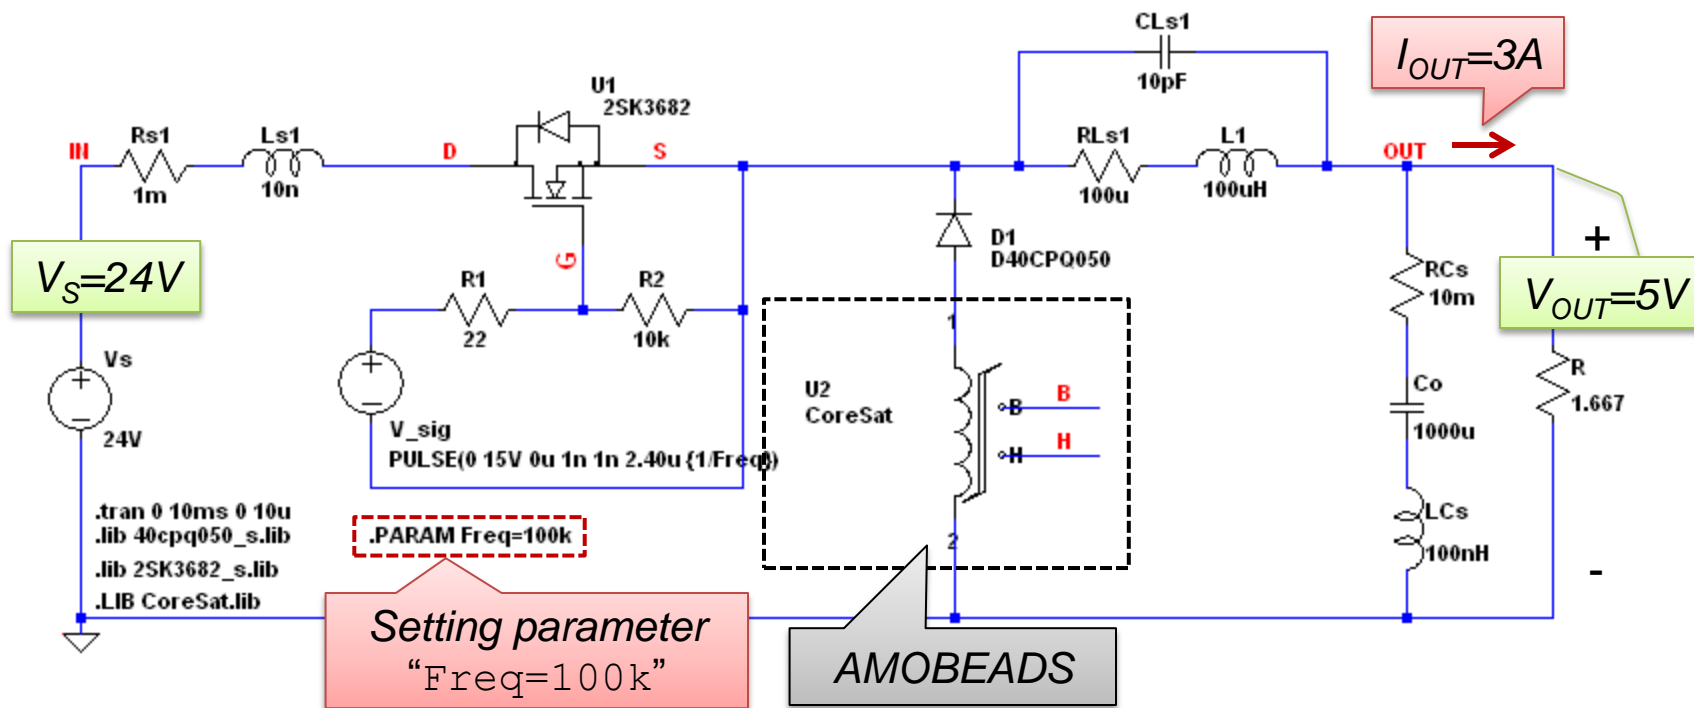 CLs1
10pF
I_OUT=3A
U1
2SK3682
Rs1
1m
Ls1
10n
IN
D
S
G
RLs1
100u
L1
100uH
OUT
D1
D40CPQ050
V_S=24V
R1
22
R2
10k
RCs
10m
+
V_OUT=5V
-
Vs
24V
V_sig
PULSE(0 15V 0u 1n 1n 2.40u {1/Freq})
1
U2
CoreSat
B
B
H
H
2
Co
1000u
R
1.667
LCs
100nH
.tran 0 10ms 0 10u
.lib 40cpq050_s.lib
.lib 2SK3682_s.lib
.LIB CoreSat.lib
.PARAM Freq=100k
Setting parameter
“Freq=100k”
AMOBEADS